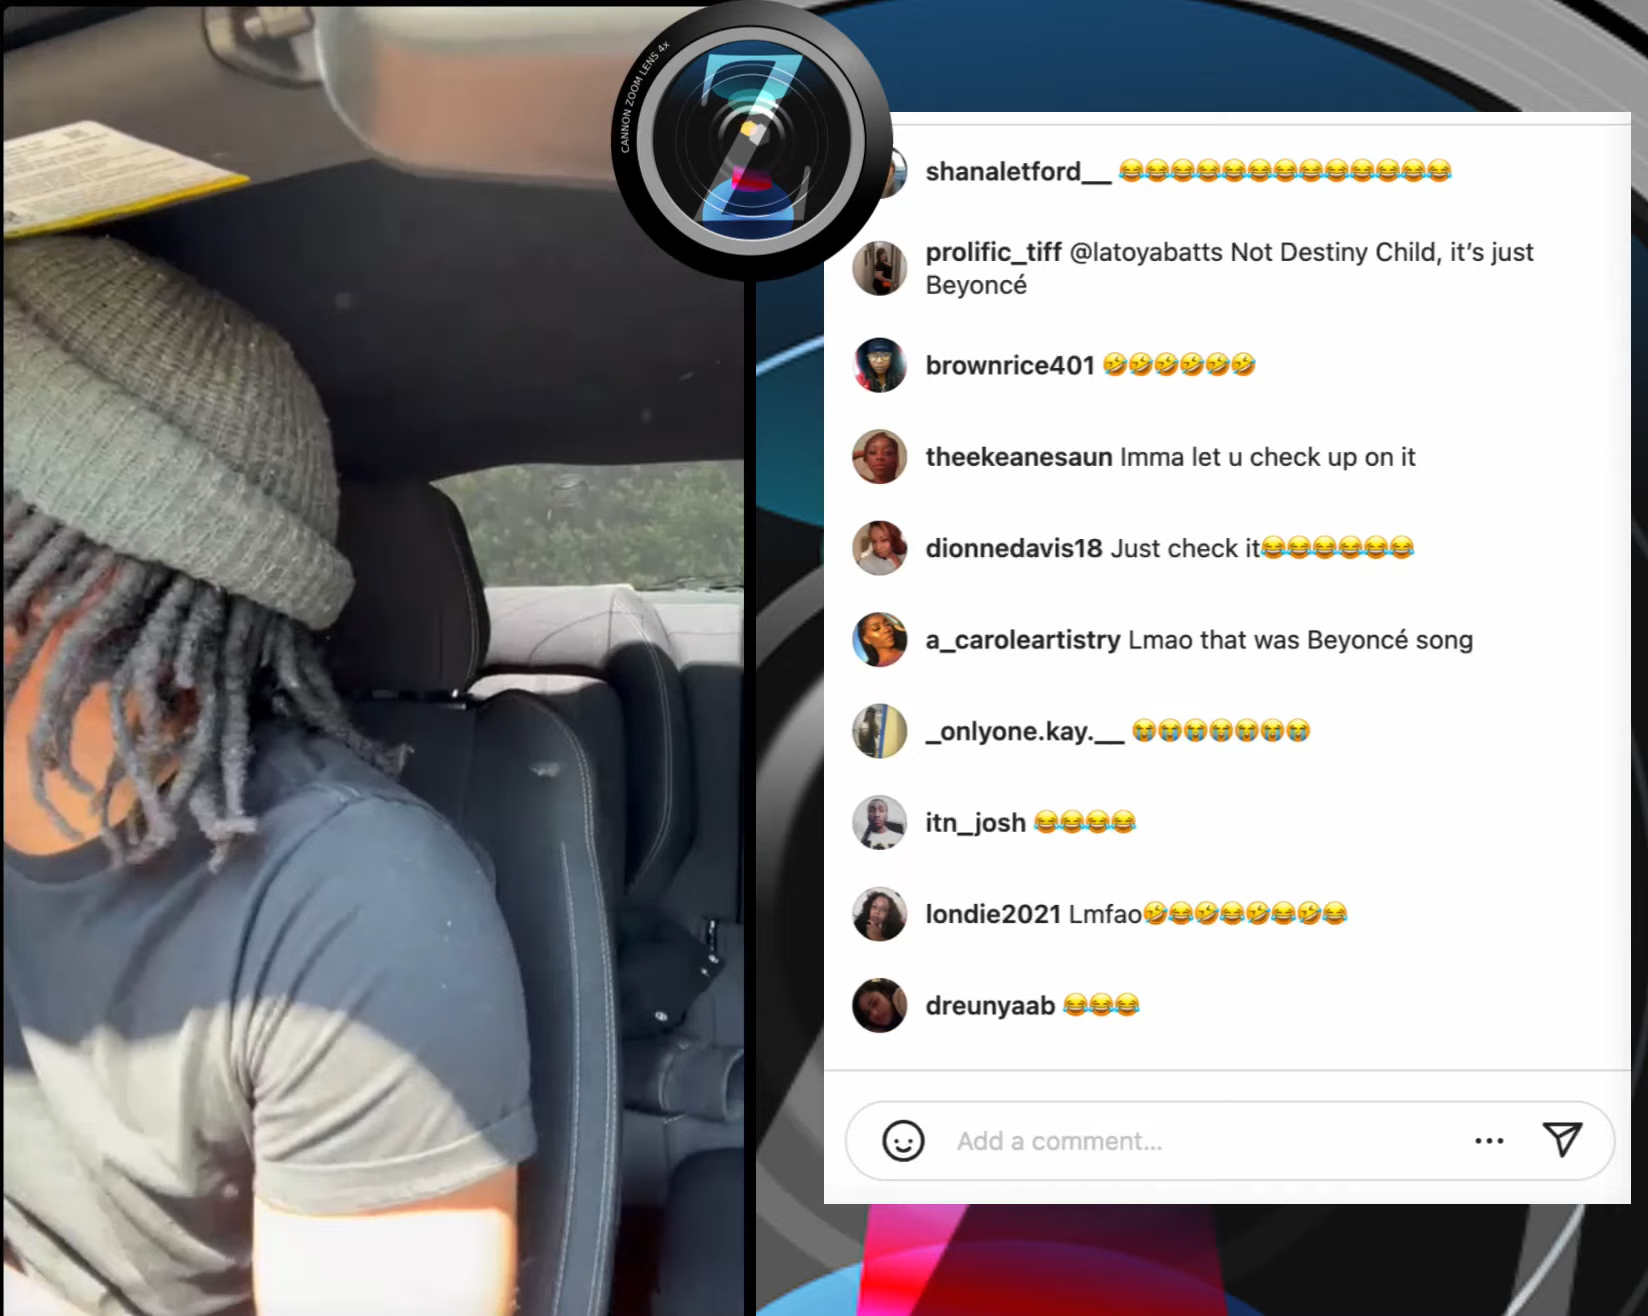 CANNON ZOOM LENS 4x
shanaletford__ 😂😂😂😂😂😂😂😂😂😂😂😂😂
prolific_tiff @latoyabatts Not Destiny Child, it’s just
Beyoncé
brownrice401 🤣🤣🤣🤣🤣🤣
theekeanesaun Imma let u check up on it
dionnedavis18 Just check it😂😂😂😂😂😂
a_caroleartistry Lmao that was Beyoncé song
_onlyone.kay.__ 😭😭😭😭😭😭😭
itn_josh 😂😂😂😂
londie2021 Lmfao🤣😂🤣😂🤣😂🤣😂
dreunyaab 😂😂😂
Add a comment...